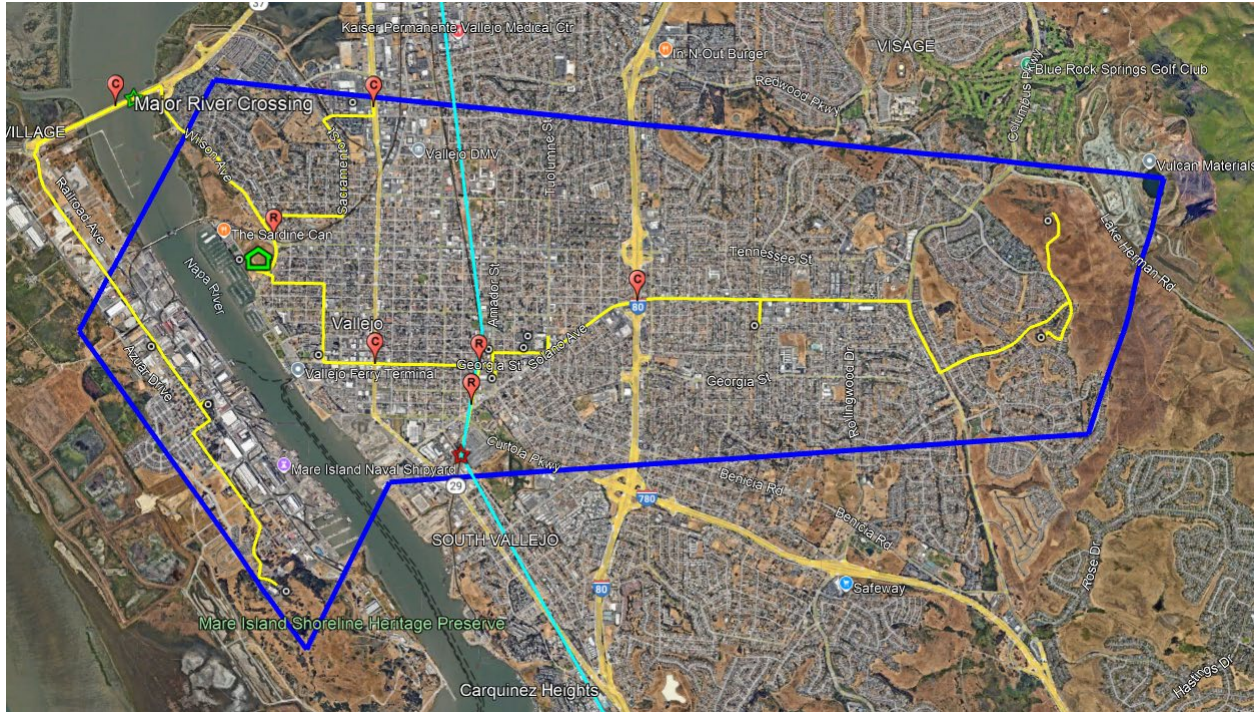 37
Kaiser Permanente Vallejo Medical Ctr
VISAGE
In-N-Out Burger
Blue Rock Springs Golf Club
Redwood Pkwy
Columbus Pkwy
C
C
Major River Crossing
VILLAGE
Wilson Ave
Sacramento St
Vallejo DMV
Vulcan Materials
Railroad Ave
R
The Sardine Can
Lake Herman Rd
Tennessee St
Napa River
Amador St
C
80
Vallejo
C
R
Solano Ave
Georgia St
Vallejo Ferry Terminal
Georgia St
Rollingwood Dr
Azuar Drive
R
Curtola Pkwy
Mare Island Naval Shipyard
29
Benicia Rd
780
Benicia Rd
SOUTH VALLEJO
Rose Dr
80
Safeway
Mare Island Shoreline Heritage Preserve
Carquinez Heights
Hastings Dr